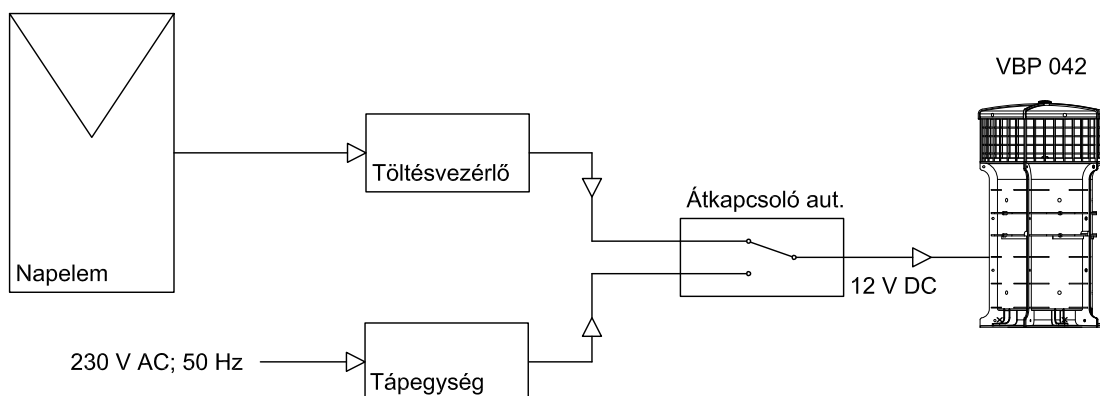 VBP 042
Töltésvezérlő
Átkapcsoló aut.
Napelem
12 V DC
230 V AC; 50 Hz
Tápegység